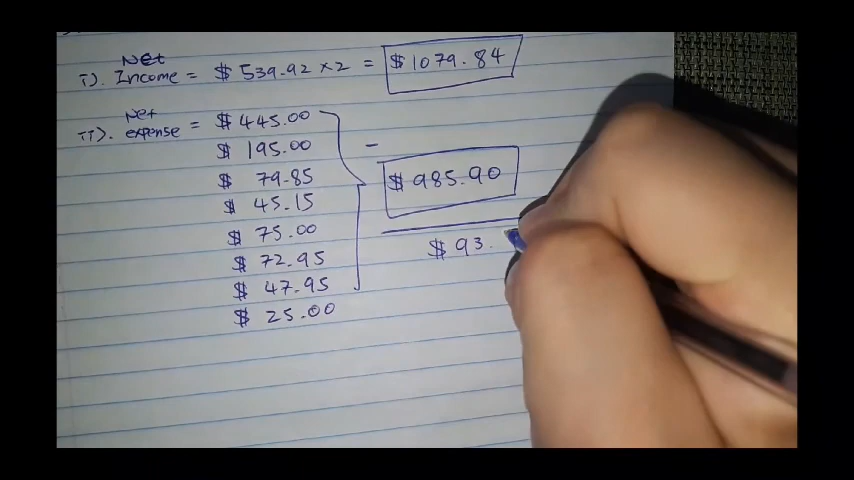 Net
I). Income = $ 539.92 x 2 = $ 1079.84
Net
II). expense = $ 445.00
$ 195.00 -
$ 79.85 $ 985.90
$ 45.15
$ 75.00 $ 93.
$ 72.95
$ 47.95
$ 25.00